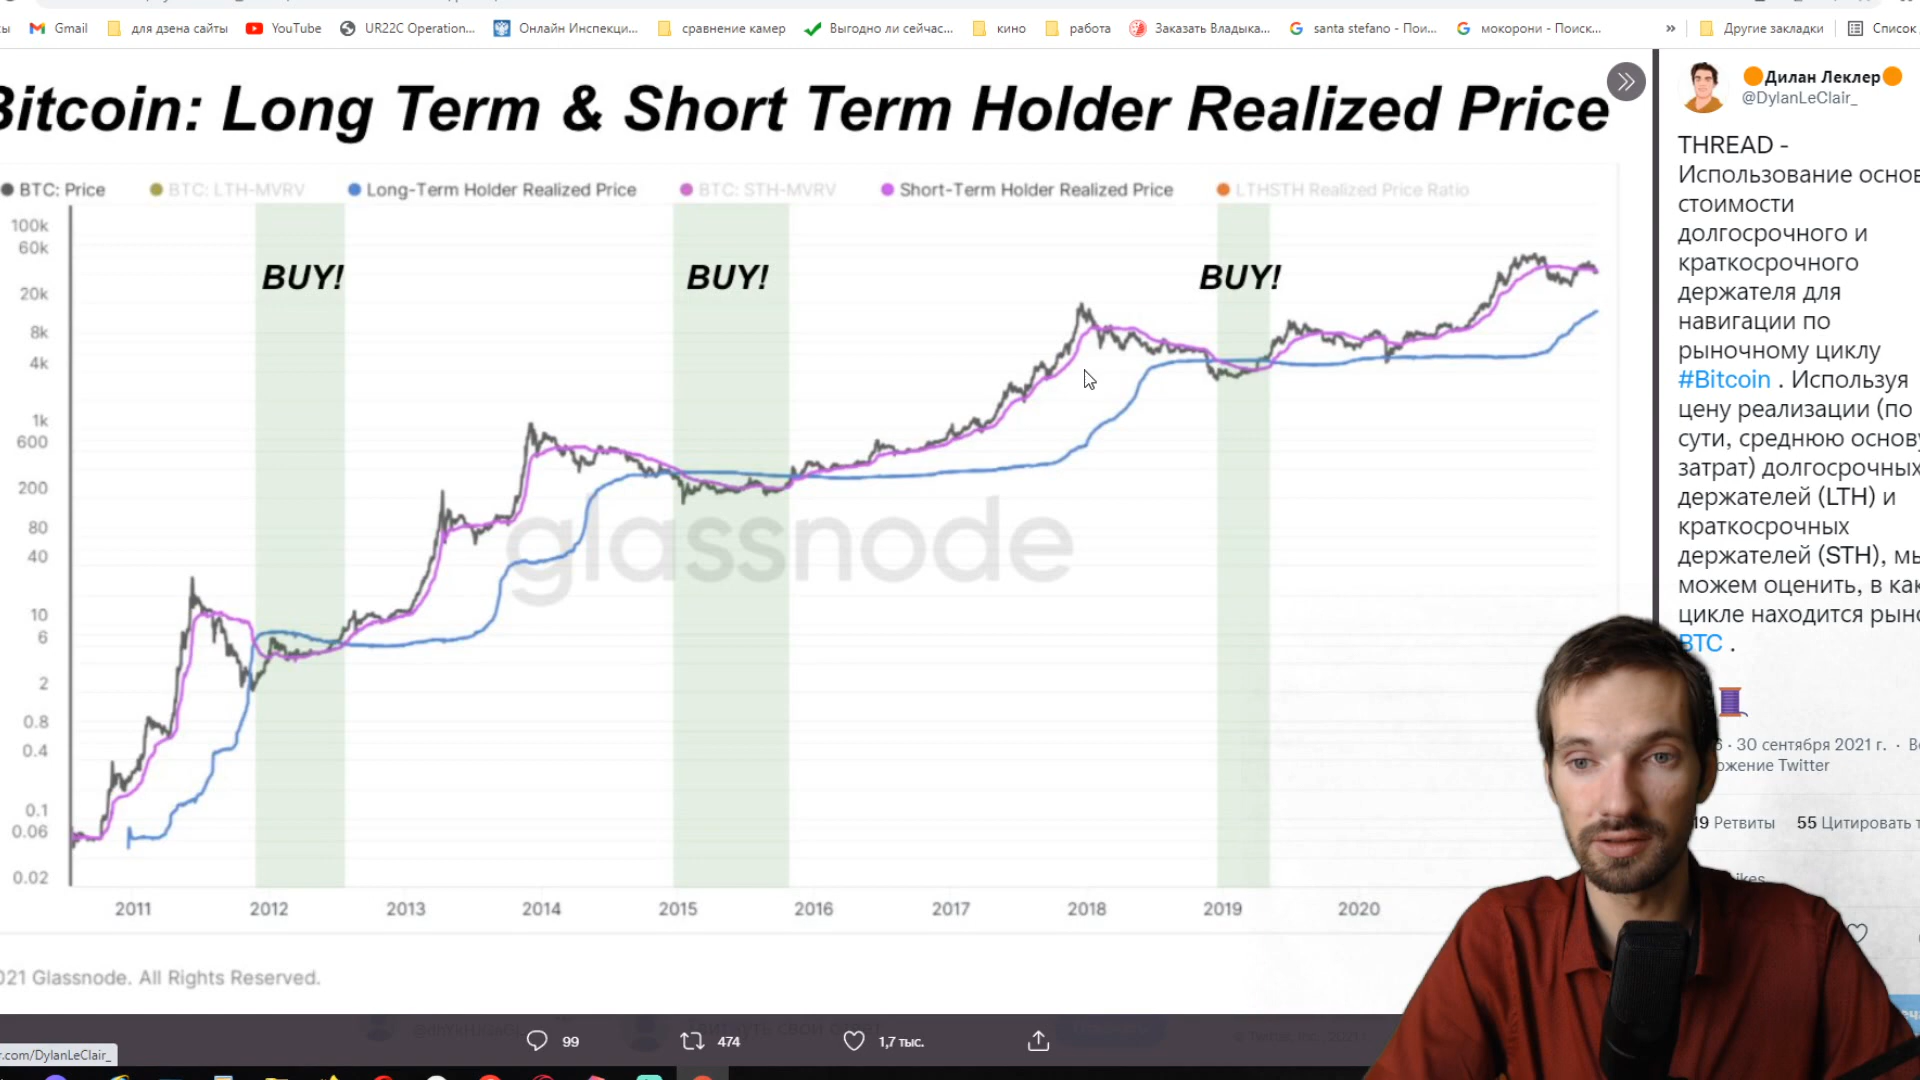 Gmail
для дзена сайты
YouTube
UR22C Operation...
Онлайн Инспекци...
сравнение камер
Выгодно ли сейчас...
кино
работа
Заказать Владыка...
santa stefano - Пои...
мокорони - Поиск...
»
Другие закладки
Список
Bitcoin: Long Term & Short Term Holder Realized Price
BTC: Price
BTC: LTH-MVRV
Long-Term Holder Realized Price
BTC: STH-MVRV
Short-Term Holder Realized Price
LTHSTH Realized Price Ratio
100k
60k
20k
8k
4k
1k
600
200
80
40
10
6
2
0.8
0.4
0.1
0.06
0.02
BUY!
BUY!
BUY!
glassnode
2011
2012
2013
2014
2015
2016
2017
2018
2019
2020
021 Glassnode. All Rights Reserved.
99
474
1,7 тыс.
r.com/DylanLeClair_
Дилан Леклер
@DylanLeClair_
THREAD -
Использование основ
стоимости
долгосрочного и
краткосрочного
держателя для
навигации по
рыночному циклу
#Bitcoin . Используя
цену реализации (по
сути, среднюю основу
затрат) долгосрочных
держателей (LTH) и
краткосрочных
держателей (STH), мы
можем оценить, в как
цикле находится рыно
BTC .
· 30 сентября 2021 г. ·
ожение Twitter
19 Ретвиты
55 Цитировать т
ikes